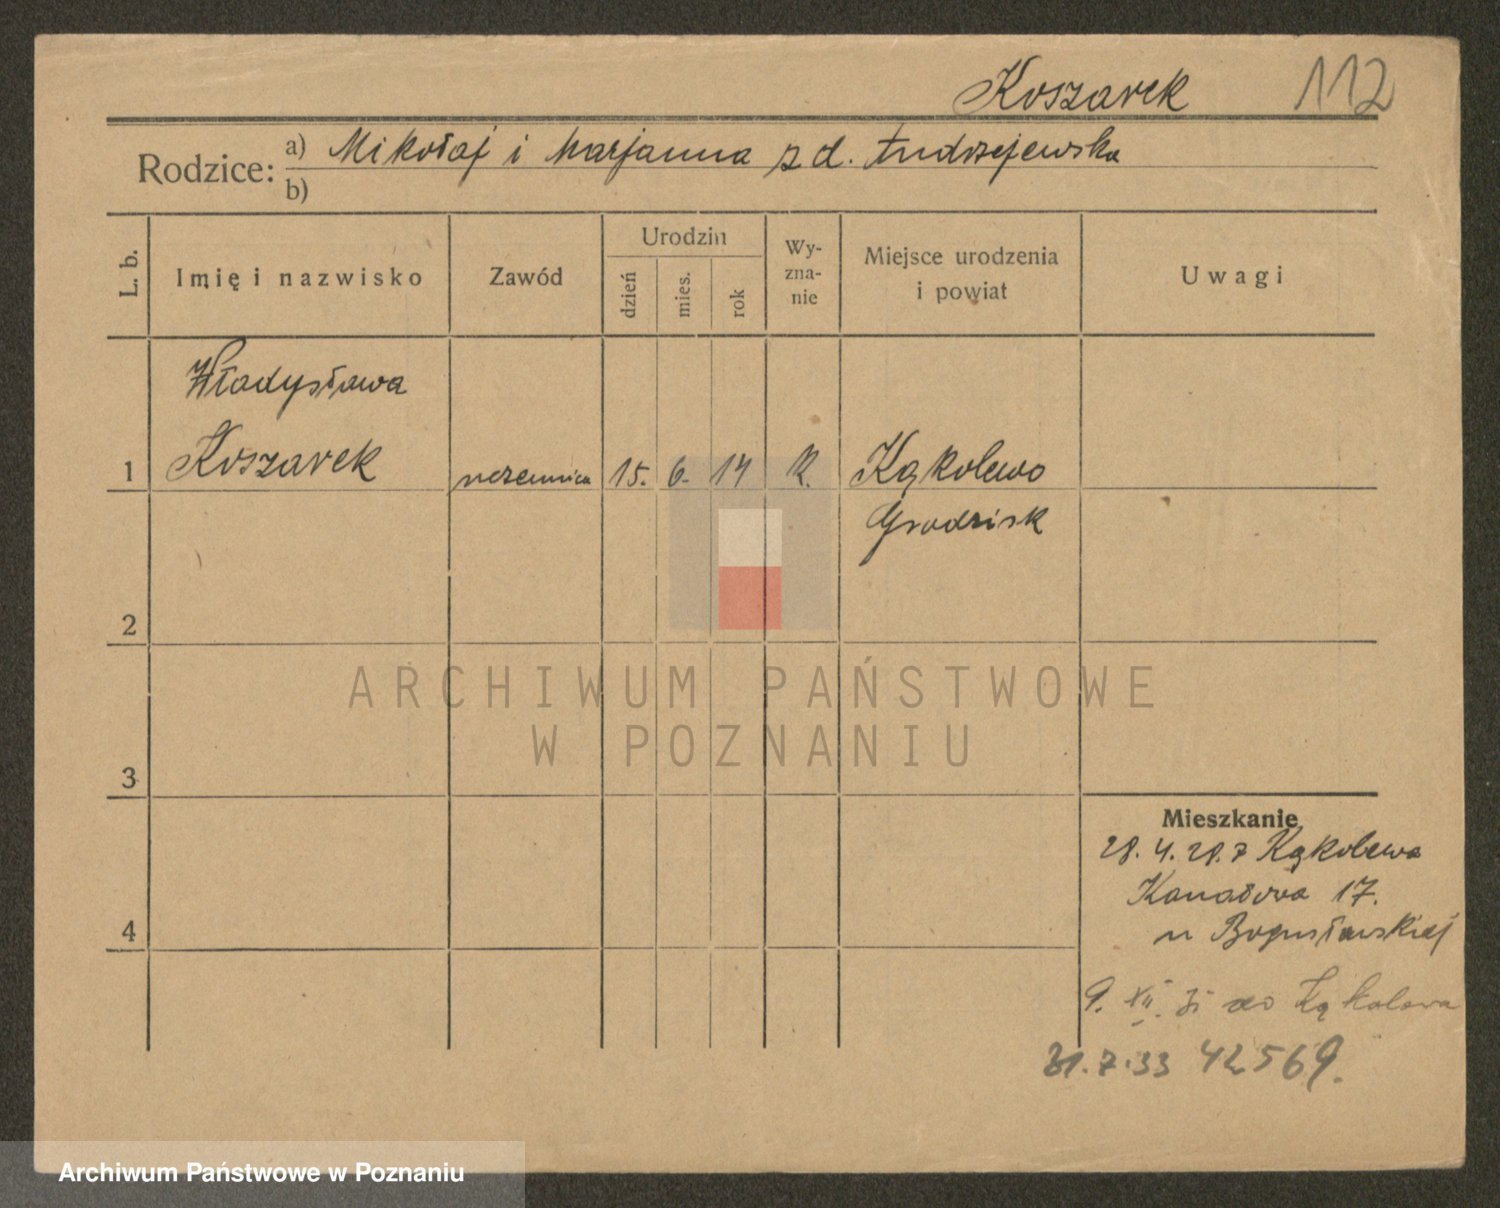 Koszarek 112
Rodzice: a) Mikołaj i Marjanna z d. Andrzejewska
b)
L. b. Imię i nazwisko Zawód Urodzin dzień mies. rok Wy-zna-nie Miejsce urodzenia i powiat Uwagi
Władysława
1 Koszarek uczennica 15. 6. 14 k. Kąkolewo
Grodzisk
2
ARCHIWUM PAŃSTWOWE
W POZNANIU
3
Mieszkanie
28. 4. 28. z Kąkolewa
Kanałowa 17.
u Bogusławskiej
4
9. XII. do Kąkolewa
31.7.33 42569.
Archiwum Państwowe w Poznaniu